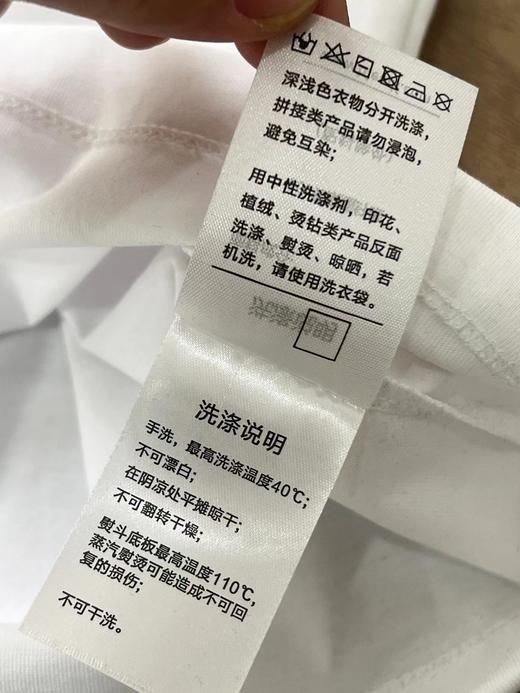 深浅色衣物分开洗涤，
拼接类产品请勿浸泡，
避免互染；
用中性洗涤剂，印花、
植绒、烫钻类产品反面
洗涤、熨烫、晾晒，若
机洗，请使用洗衣袋。
洗涤说明
洗涤说明
手洗，最高洗涤温度40℃；
不可漂白；
在阴凉处平摊晾干；
不可翻转干燥；
熨斗底板最高温度110℃，
蒸汽熨烫可能造成不可回
复的损伤；
不可干洗。